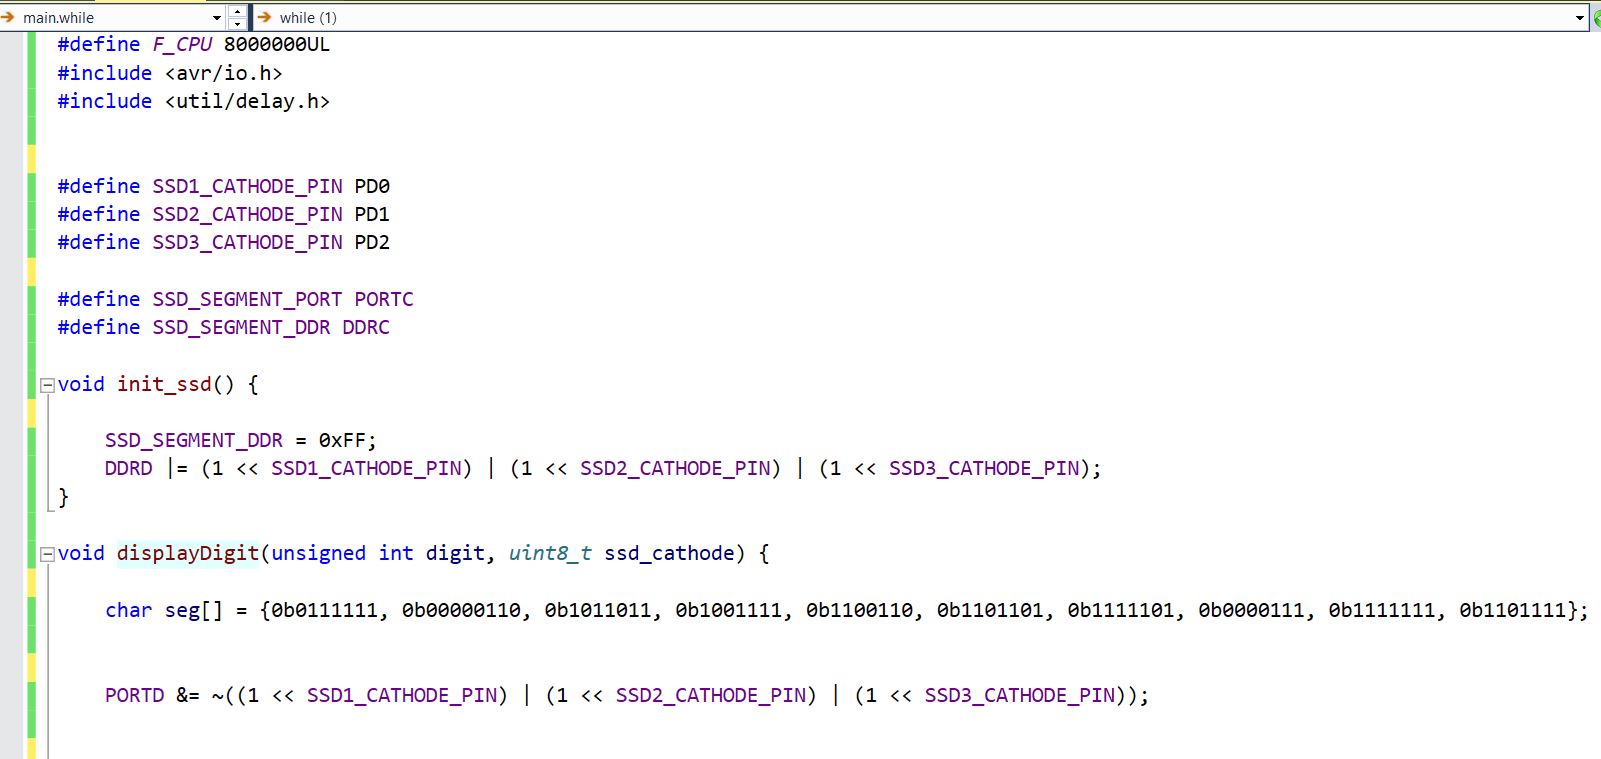 main.while while (1)
#define F_CPU 8000000UL
#include <avr/io.h>
#include <util/delay.h>
#define SSD1_CATHODE_PIN PD0
#define SSD2_CATHODE_PIN PD1
#define SSD3_CATHODE_PIN PD2
#define SSD_SEGMENT_PORT PORTC
#define SSD_SEGMENT_DDR DDRC
void init_ssd() {
SSD_SEGMENT_DDR = 0xFF;
DDRD |= (1 << SSD1_CATHODE_PIN) | (1 << SSD2_CATHODE_PIN) | (1 << SSD3_CATHODE_PIN);
}
void displayDigit(unsigned int digit, uint8_t ssd_cathode) {
char seg[] = {0b0111111, 0b00000110, 0b1011011, 0b1001111, 0b1100110, 0b1101101, 0b1111101, 0b0000111, 0b1111111, 0b1101111};
PORTD &= ~((1 << SSD1_CATHODE_PIN) | (1 << SSD2_CATHODE_PIN) | (1 << SSD3_CATHODE_PIN));